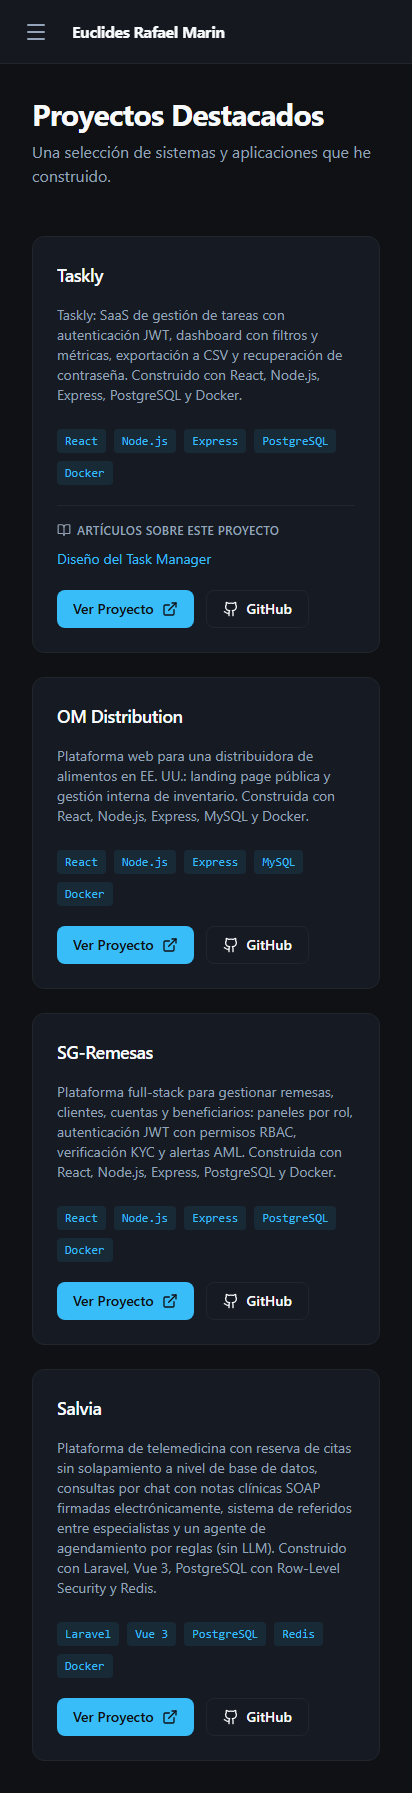 Euclides Rafael Marin
Proyectos Destacados
Una selección de sistemas y aplicaciones que he
construido.
Taskly
Taskly: SaaS de gestión de tareas con
autenticación JWT, dashboard con filtros y
métricas, exportación a CSV y recuperación de
contraseña. Construido con React, Node.js,
Express, PostgreSQL y Docker.
React Node.js Express PostgreSQL
Docker
ARTÍCULOS SOBRE ESTE PROYECTO
Diseño del Task Manager
Ver Proyecto GitHub
OM Distribution
Plataforma web para una distribuidora de
alimentos en EE. UU.: landing page pública y
gestión interna de inventario. Construida con
React, Node.js, Express, MySQL y Docker.
React Node.js Express MySQL
Docker
Ver Proyecto GitHub
SG-Remesas
Plataforma full-stack para gestionar remesas,
clientes, cuentas y beneficiarios: paneles por rol,
autenticación JWT con permisos RBAC,
verificación KYC y alertas AML. Construida con
React, Node.js, Express, PostgreSQL y Docker.
React Node.js Express PostgreSQL
Docker
Ver Proyecto GitHub
Salvia
Plataforma de telemedicina con reserva de citas
sin solapamiento a nivel de base de datos,
consultas por chat con notas clínicas SOAP
firmadas electrónicamente, sistema de referidos
entre especialistas y un agente de
agendamiento por reglas (sin LLM). Construido
con Laravel, Vue 3, PostgreSQL con Row-Level
Security y Redis.
Laravel Vue 3 PostgreSQL Redis
Docker
Ver Proyecto GitHub